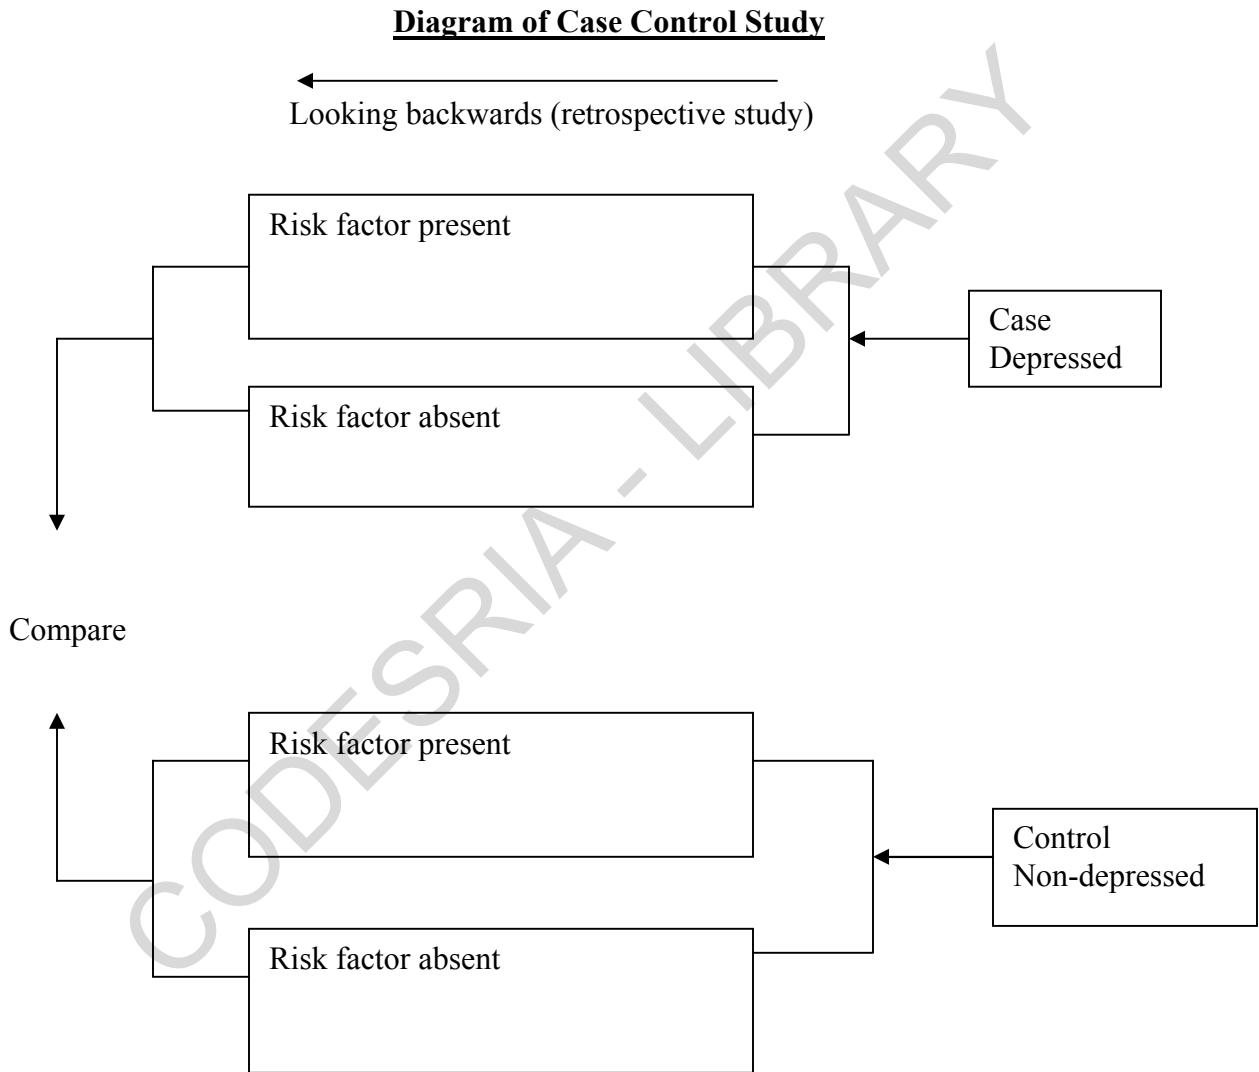 Diagram of Case Control Study
Looking backwards (retrospective study)
Risk factor present
Case
Depressed
Risk factor absent
Compare
Risk factor present
Control
Non-depressed
Risk factor absent
CODESRIA - LIBRARY